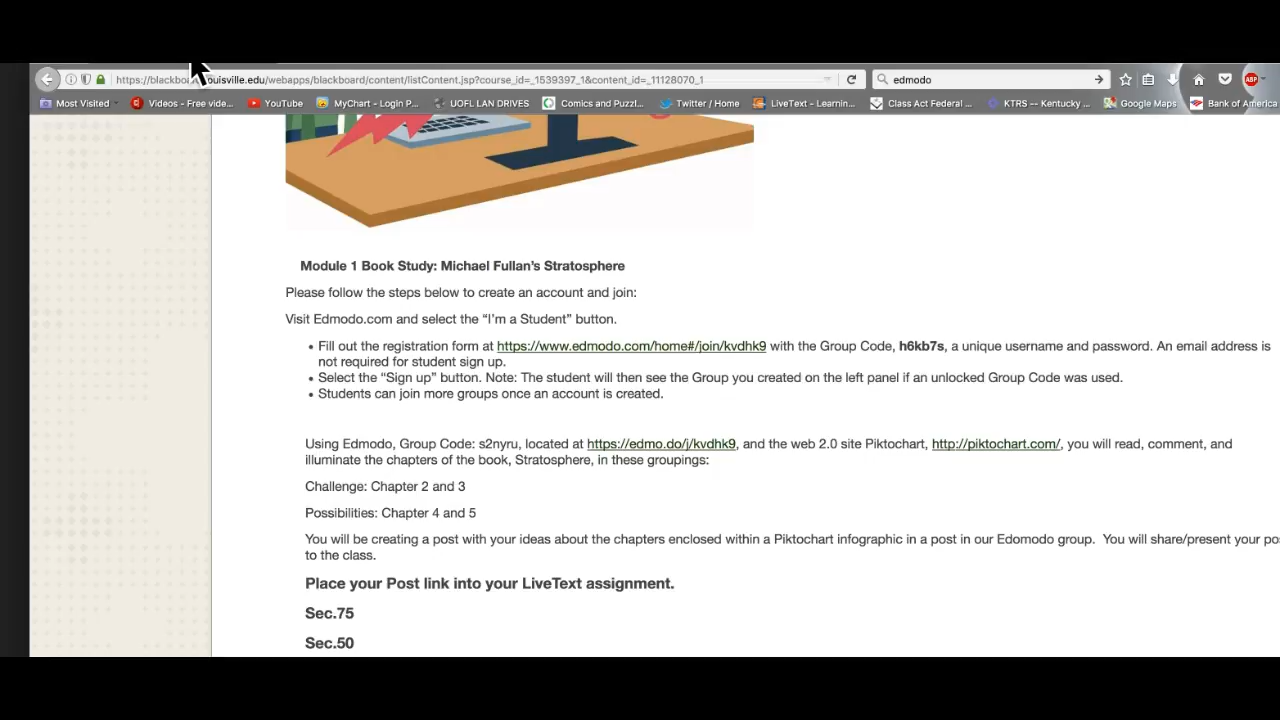 https://blackboa ouisville.edu/webapps/blackboard/content/listContent.jsp?course_id=_1539397_1&content_id=_11128070_1 edmodo ABP
Most Visited Videos - Free vide... YouTube MyChart - Login P... UOFL LAN DRIVES Comics and Puzzl... Twitter / Home LiveText - Learnin... Class Act Federal ... KTRS -- Kentucky ... Google Maps Bank of America
Module 1 Book Study: Michael Fullan's Stratosphere
Please follow the steps below to create an account and join:
Visit Edmodo.com and select the “I'm a Student” button.
• Fill out the registration form at https://www.edmodo.com/home#/join/kvdhk9 with the Group Code, h6kb7s, a unique username and password. An email address is
not required for student sign up.
• Select the “Sign up” button. Note: The student will then see the Group you created on the left panel if an unlocked Group Code was used.
• Students can join more groups once an account is created.
Using Edmodo, Group Code: s2nyru, located at https://edmo.do/j/kvdhk9, and the web 2.0 site Piktochart, http://piktochart.com/, you will read, comment, and
illuminate the chapters of the book, Stratosphere, in these groupings:
Challenge: Chapter 2 and 3
Possibilities: Chapter 4 and 5
You will be creating a post with your ideas about the chapters enclosed within a Piktochart infographic in a post in our Edomodo group. You will share/present your po
to the class.
Place your Post link into your LiveText assignment.
Sec.75
Sec.50